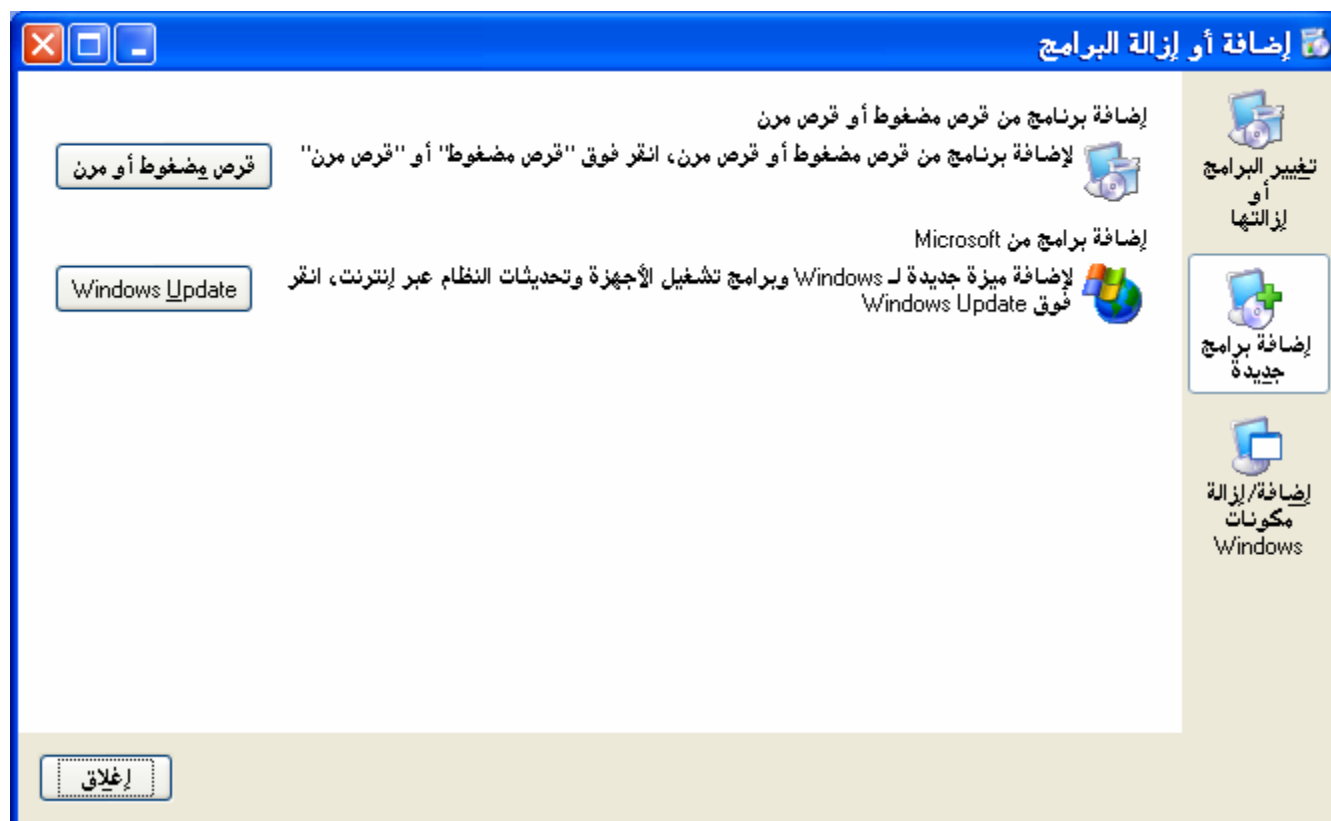 إضافة أو إزالة البرامج
تغيير البرامج
أو
إزالتها
إضافة برامج
جديدة
إضافة/إزالة
مكونات
Windows
إضافة برنامج من قرص مضغوط أو قرص مرن
لإضافة برنامج من قرص مضغوط أو قرص مرن، انقر فوق "قرص مضغوط" أو "قرص مرن"
قرص مضغوط أو مرن
إضافة برامج من Microsoft
لإضافة ميزة جديدة لـ Windows وبرامج تشغيل الأجهزة وتحديثات النظام عبر إنترنت، انقر
فوق Windows Update
Windows Update
إغلاق